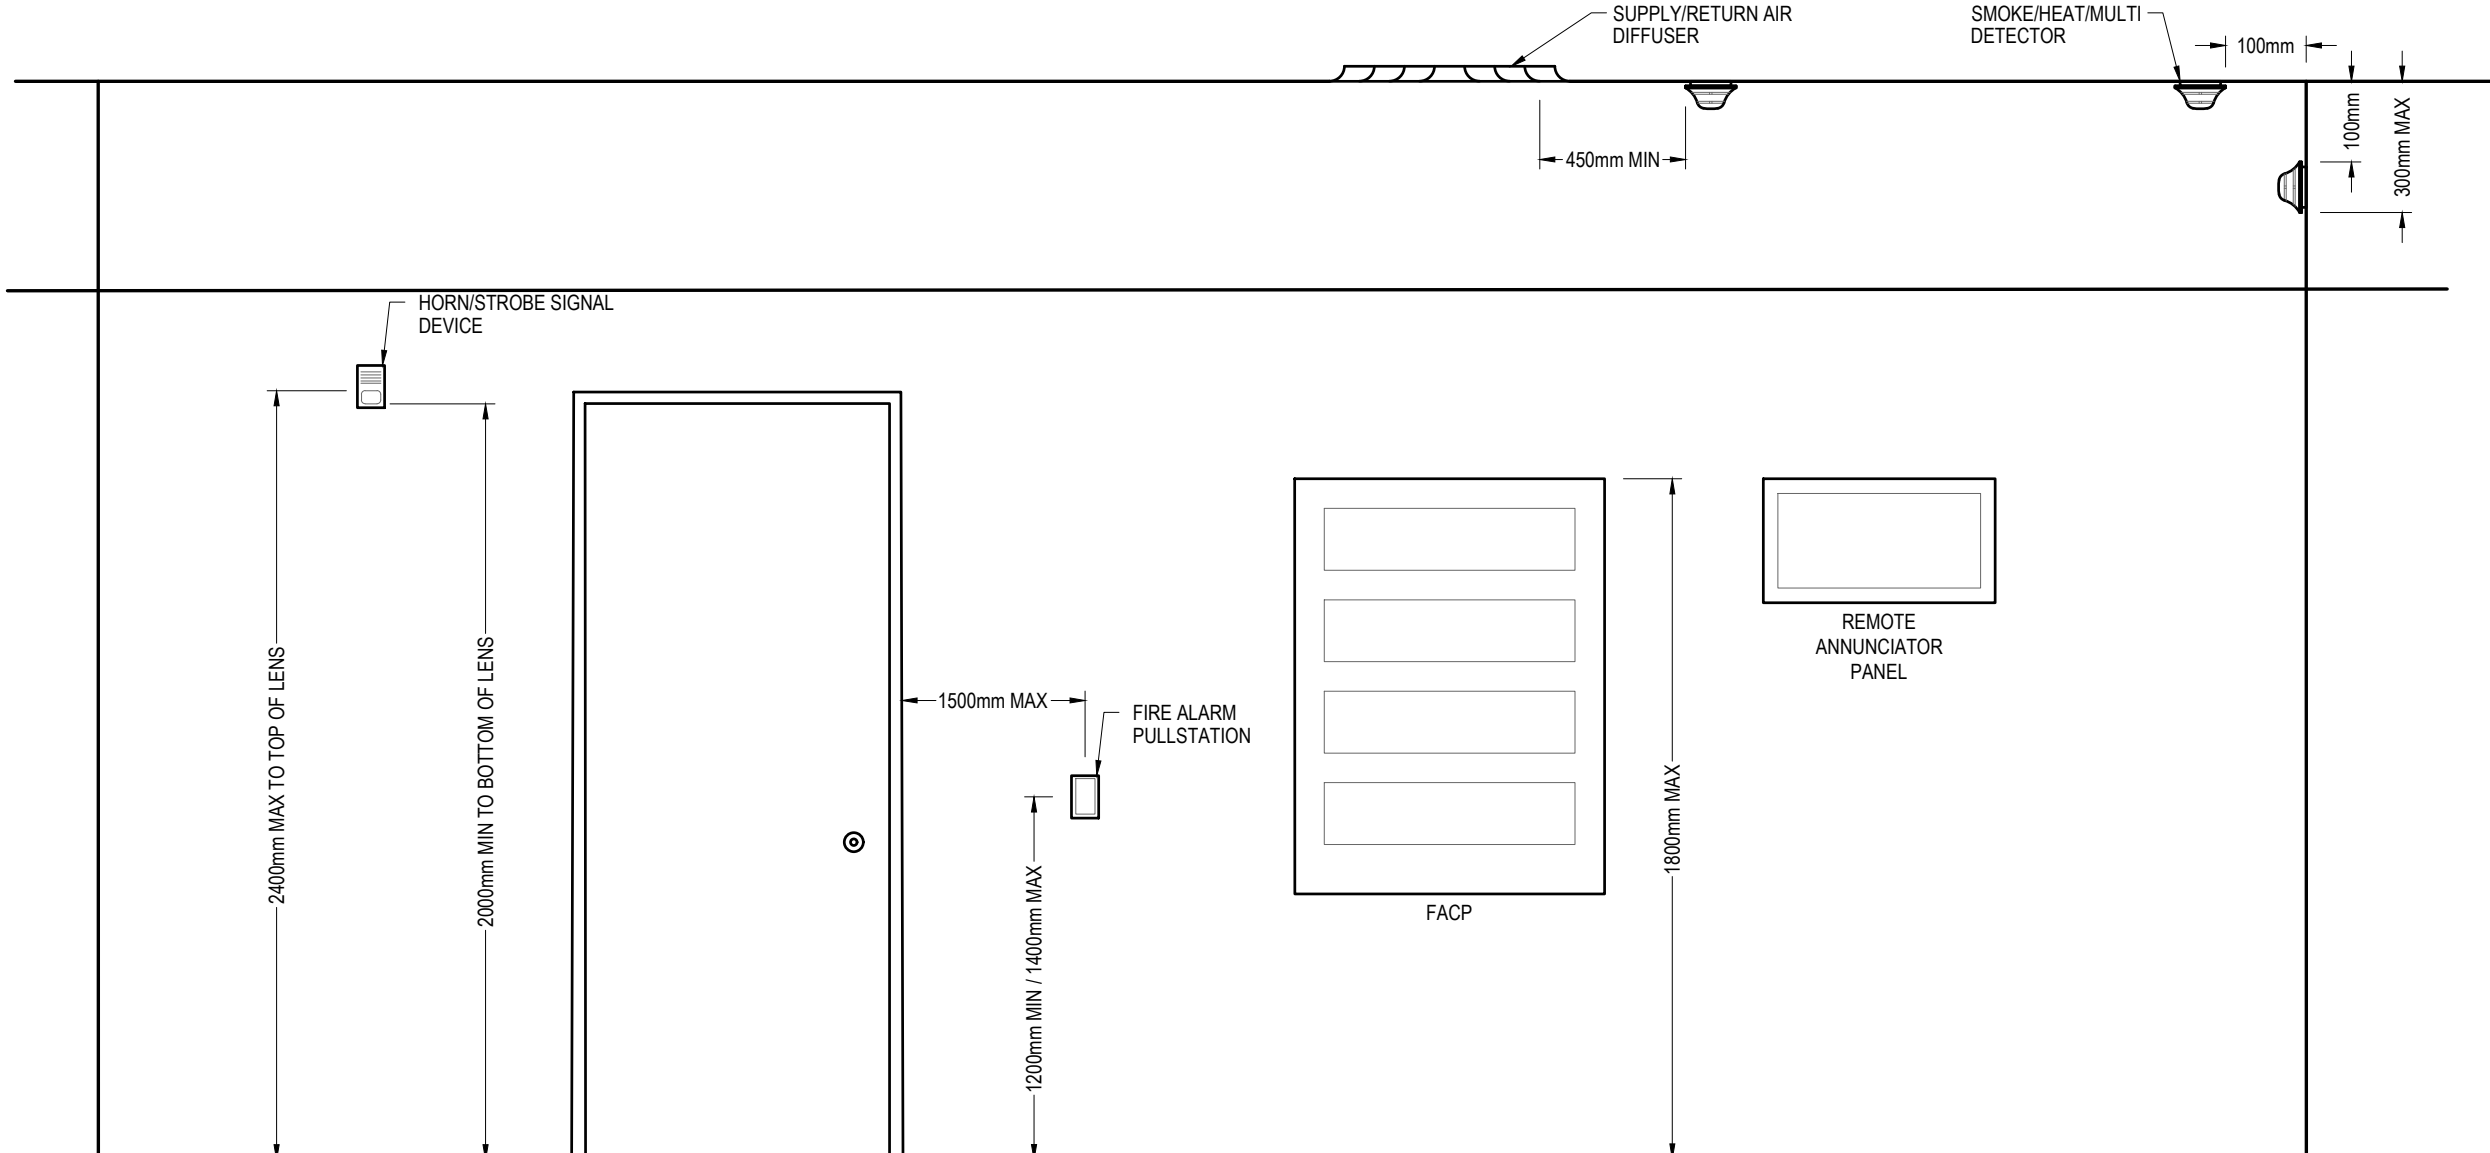 SUPPLY/RETURN AIR
DIFFUSER
SMOKE/HEAT/MULTI
DETECTOR
100mm
100mm
300mm MAX
450mm MIN
HORN/STROBE SIGNAL
DEVICE
2400mm MAX TO TOP OF LENS
2000mm MIN TO BOTTOM OF LENS
1500mm MAX
FIRE ALARM
PULLSTATION
1200mm MIN / 1400mm MAX
FACP
1800mm MAX
REMOTE
ANNUNCIATOR
PANEL